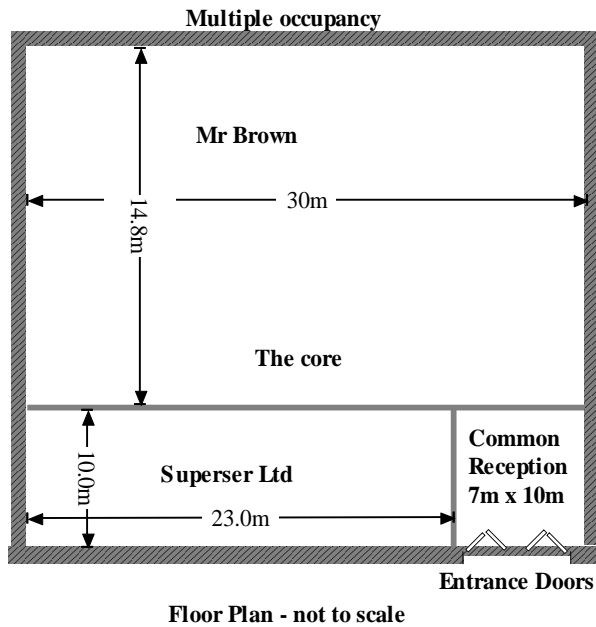 Multiple occupancy
Mr Brown
30m
14.8m
The core
10.0m
Superser Ltd
Common
Reception
7m x 10m
23.0m
Entrance Doors
Floor Plan - not to scale